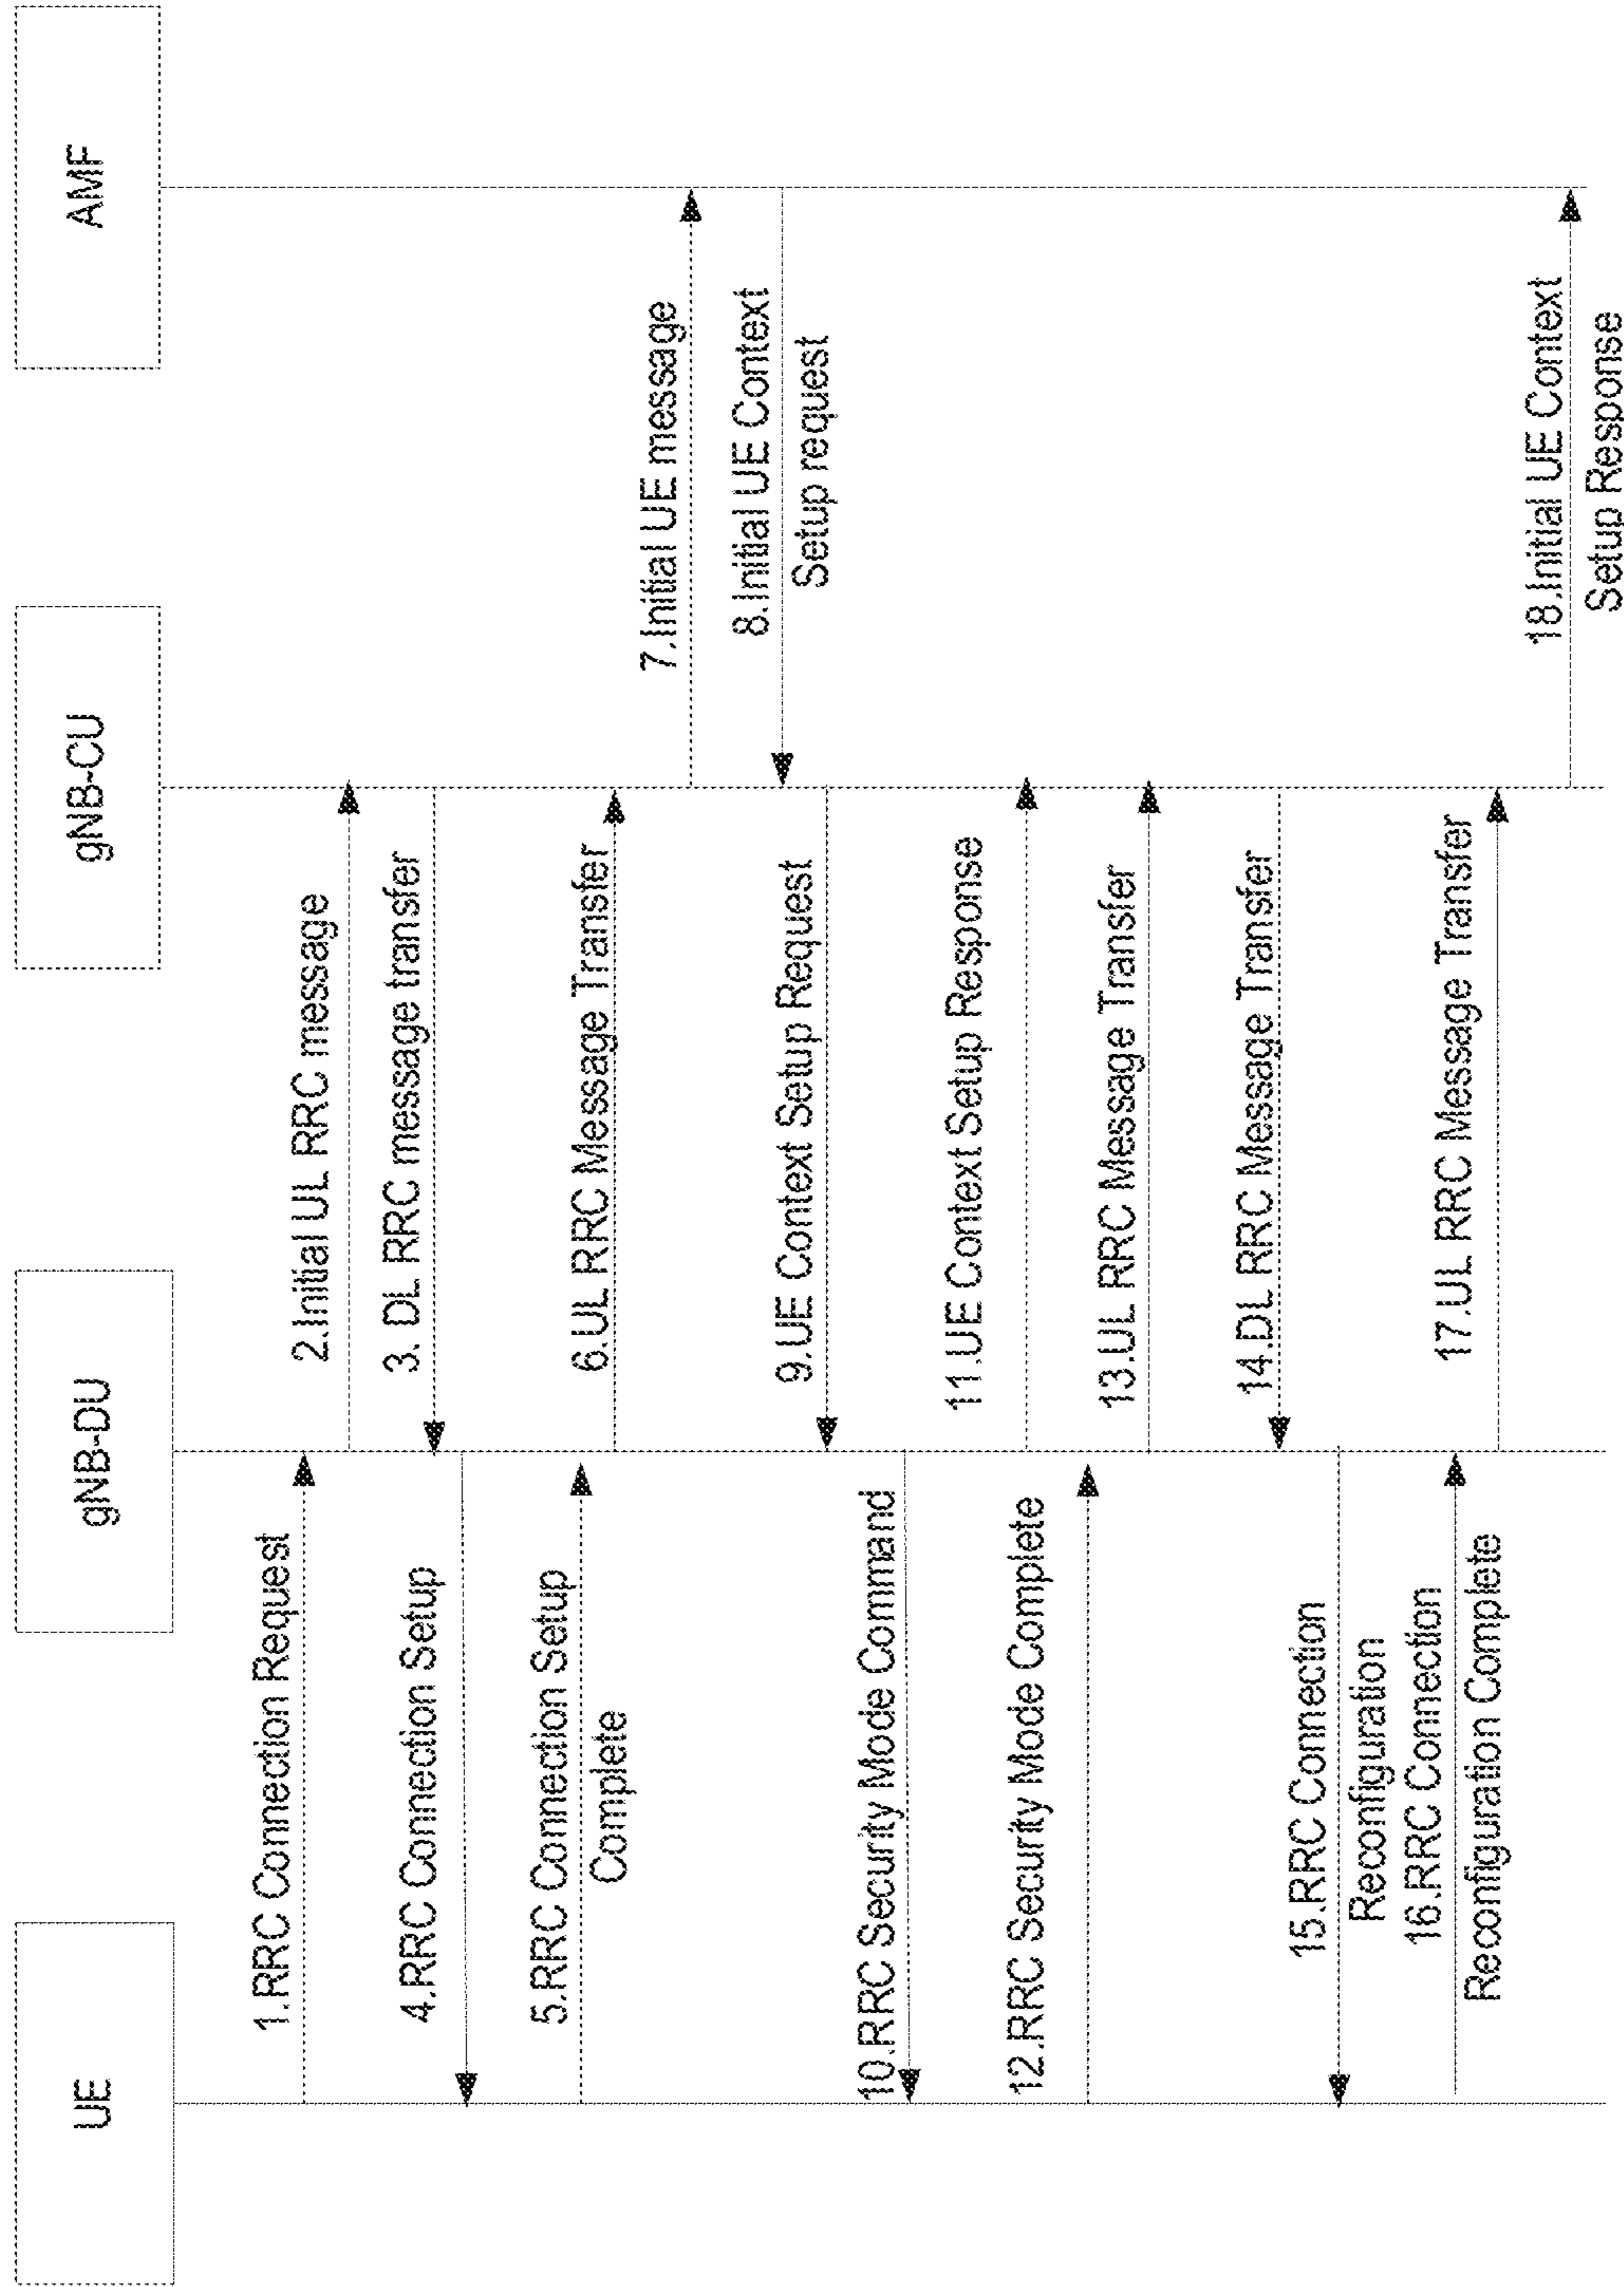 UE
gNB-DU
gNB-CU
AMF
1.RRC Connection Request
2.Initial UL RRC message
3. DL RRC message transfer
4.RRC Connection Setup
5.RRC Connection Setup
Complete
6.UL RRC Message Transfer
7.Initial UE message
8.Initial UE Context
Setup request
9.UE Context Setup Request
10.RRC Security Mode Command
11.UE Context Setup Response
12.RRC Security Mode Complete
13.UL RRC Message Transfer
14.DL RRC Message Transfer
15.RRC Connection
Reconfiguration
16.RRC Connection
Reconfiguration Complete
17.UL RRC Message Transfer
18.Initial UE Context
Setup Response